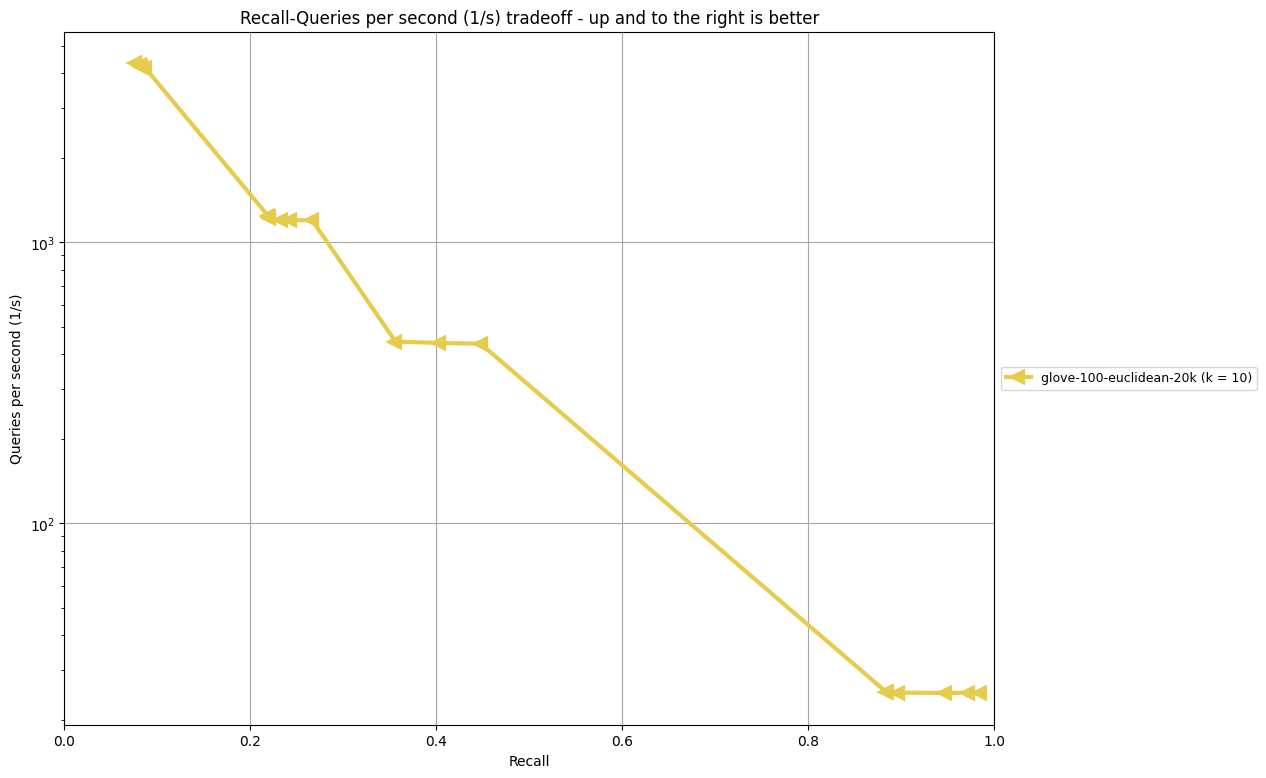 Recall-Queries per second (1/s) tradeoff - up and to the right is better
Queries per second (1/s)
10³
10²
0.0 0.2 0.4 0.6 0.8 1.0
Recall
glove-100-euclidean-20k (k = 10)